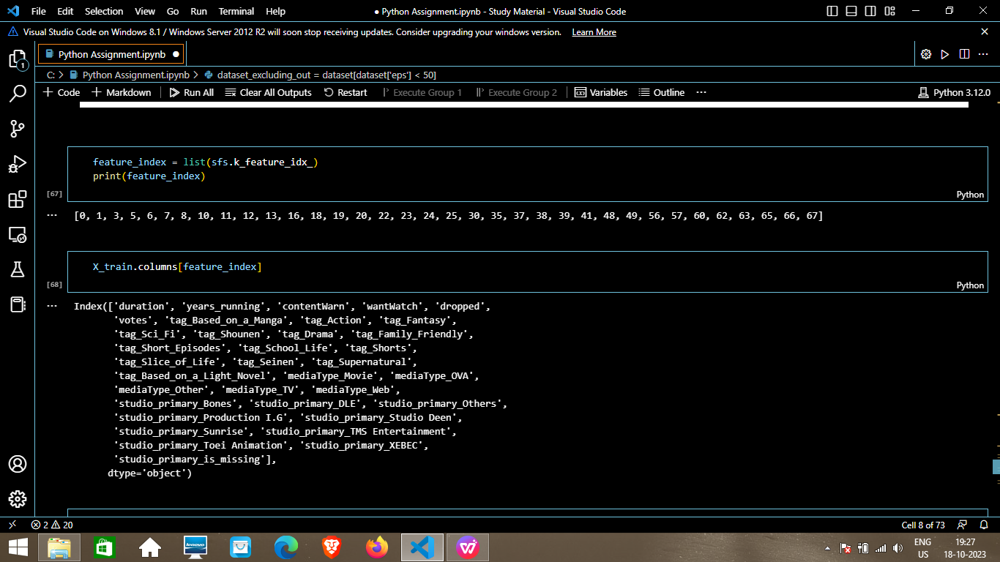 File Edit Selection View Go Run Terminal Help ● Python Assignment.ipynb - Study Material - Visual Studio Code
Visual Studio Code on Windows 8.1 / Windows Server 2012 R2 will soon stop receiving updates. Consider upgrading your windows version. Learn More
1
Python Assignment.ipynb ●
C: > Python Assignment.ipynb > dataset_excluding_out = dataset[dataset['eps'] < 50]
+ Code + Markdown Run All Clear All Outputs Restart Execute Group 1 Execute Group 2 Variables Outline ··· Python 3.12.0
feature_index = list(sfs.k_feature_idx_)
print(feature_index)
[67] Python
··· [0, 1, 3, 5, 6, 7, 8, 10, 11, 12, 13, 16, 18, 19, 20, 22, 23, 24, 25, 30, 35, 37, 38, 39, 41, 48, 49, 56, 57, 60, 62, 63, 65, 66, 67]
X_train.columns[feature_index]
[68] Python
··· Index(['duration', 'years_running', 'contentWarn', 'wantWatch', 'dropped',
'votes', 'tag_Based_on_a_Manga', 'tag_Action', 'tag_Fantasy',
'tag_Sci_Fi', 'tag_Shounen', 'tag_Drama', 'tag_Family_Friendly',
'tag_Short_Episodes', 'tag_School_Life', 'tag_Shorts',
'tag_Slice_of_Life', 'tag_Seinen', 'tag_Supernatural',
'tag_Based_on_a_Light_Novel', 'mediaType_Movie', 'mediaType_OVA',
'mediaType_Other', 'mediaType_TV', 'mediaType_Web',
'studio_primary_Bones', 'studio_primary_DLE', 'studio_primary_Others',
'studio_primary_Production I.G', 'studio_primary_Studio Deen',
'studio_primary_Sunrise', 'studio_primary_TMS Entertainment',
'studio_primary_Toei Animation', 'studio_primary_XEBEC',
'studio_primary_is_missing'],
dtype='object')
2 20 Cell 8 of 73
lenovo
ENG 19:27
US 18-10-2023